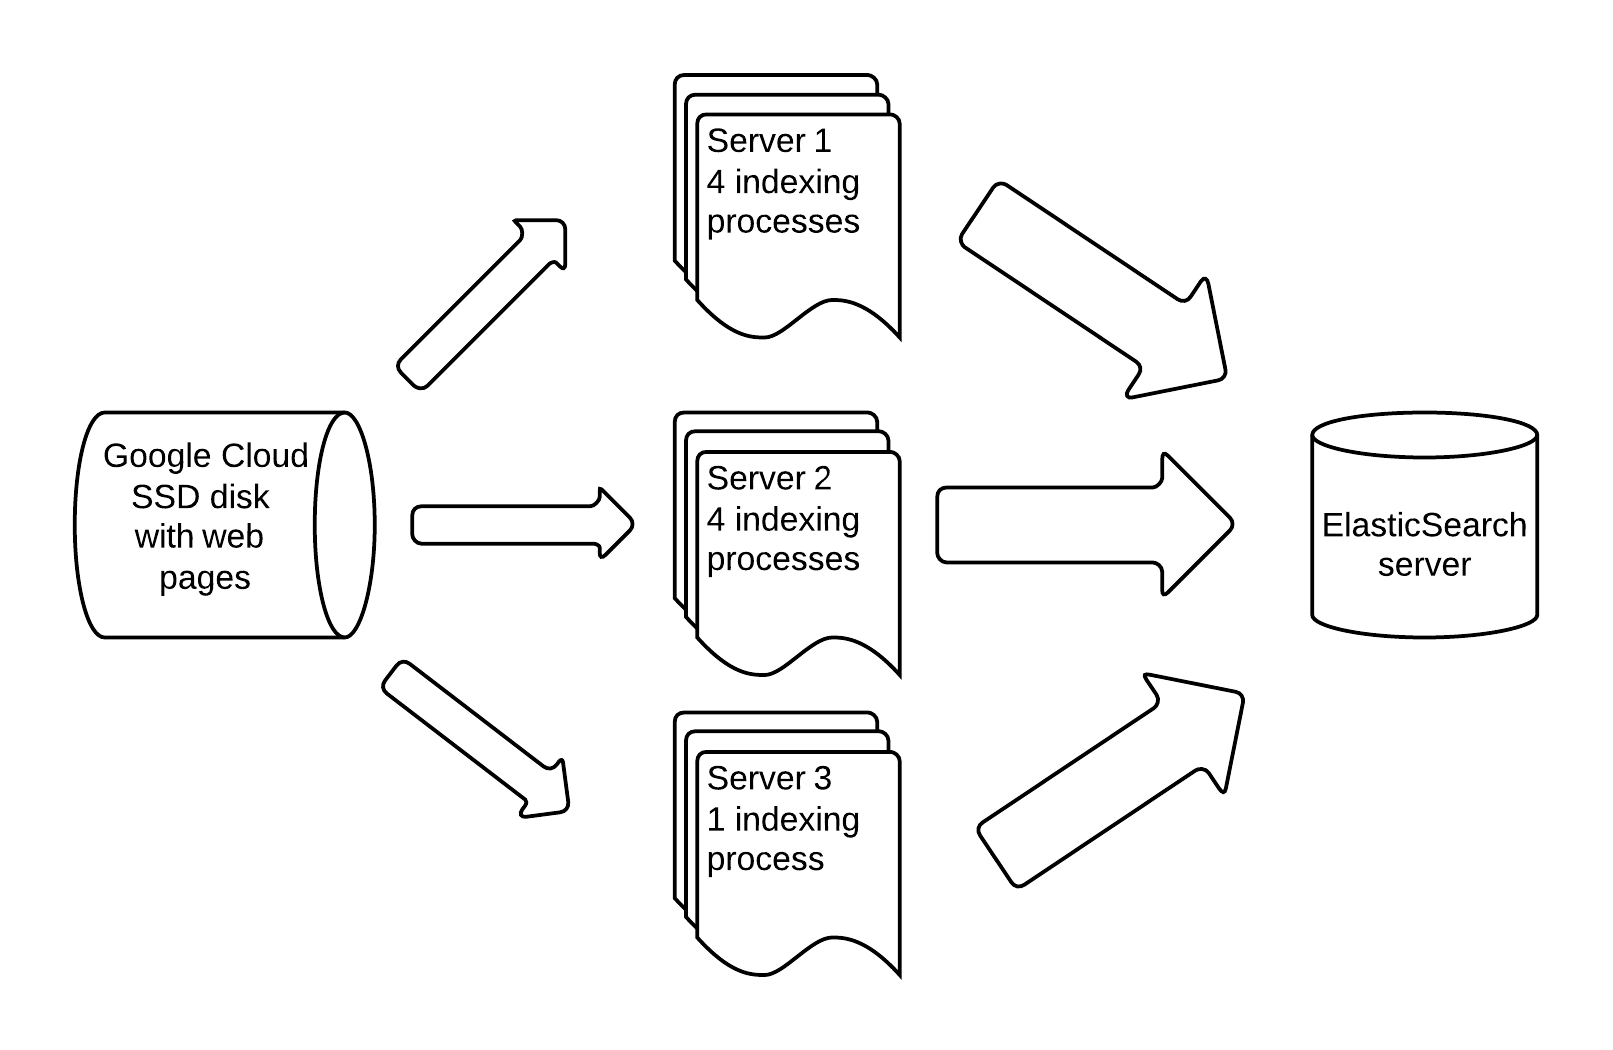 Google Cloud
SSD disk
with web
pages
Server 1
4 indexing
processes
Server 2
4 indexing
processes
Server 3
1 indexing
process
ElasticSearch
server